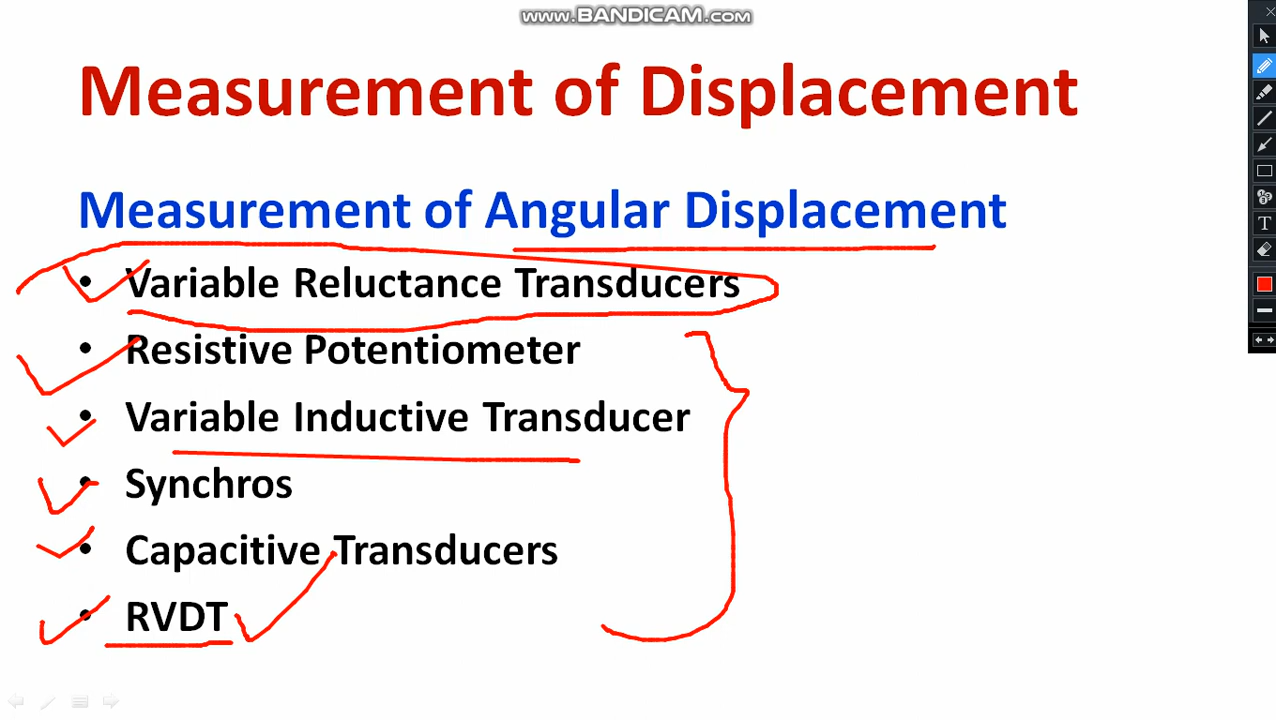 www.BANDICAM.com
Measurement of Displacement
Measurement of Angular Displacement
• Variable Reluctance Transducers
• Resistive Potentiometer
• Variable Inductive Transducer
• Synchros
• Capacitive Transducers
• RVDT